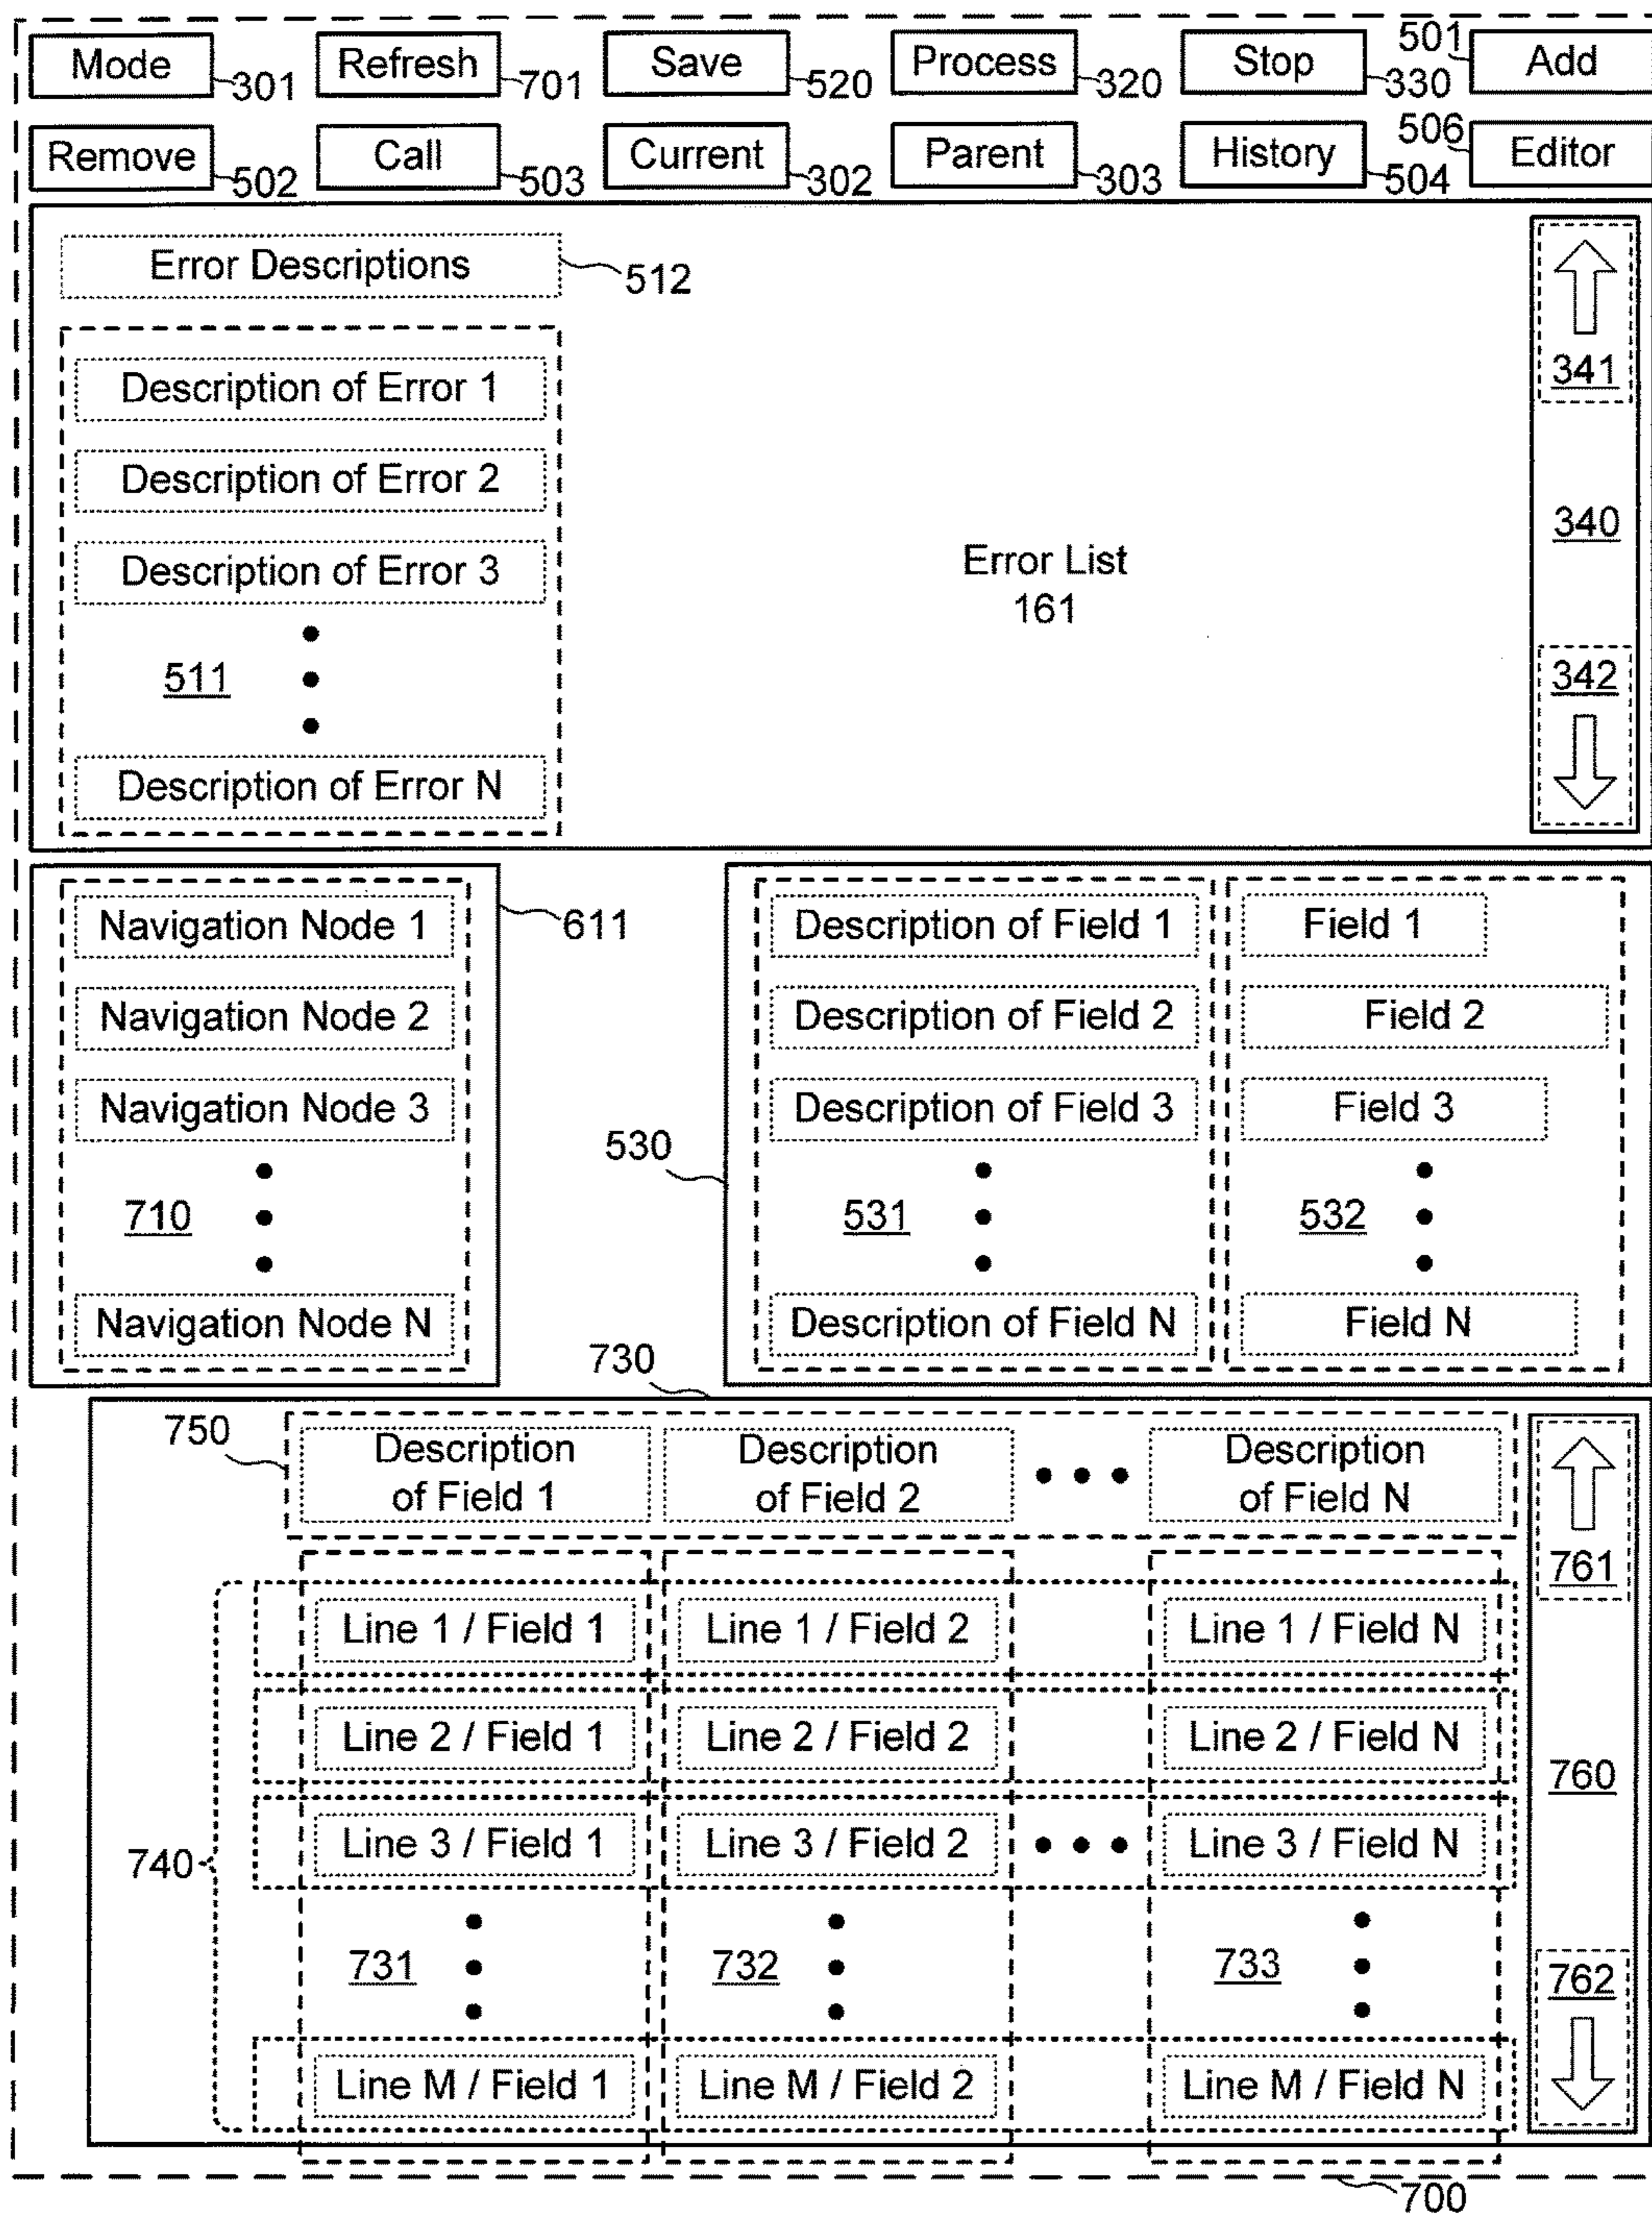 Mode 301 Refresh 701 Save 520 Process 320 Stop 330 501 Add
Remove 502 Call 503 Current 302 Parent 303 History 504 506 Editor
Error Descriptions 512
341
Description of Error 1
Description of Error 2
340
Description of Error 3
Error List
161
511
342
Description of Error N
Navigation Node 1
611
Description of Field 1 Field 1
Navigation Node 2 Description of Field 2 Field 2
Navigation Node 3 Description of Field 3 Field 3
530
710 531 532
Navigation Node N Description of Field N Field N
730
750
Description
of Field 1
Description
of Field 2
Description
of Field N
761
Line 1 / Field 1 Line 1 / Field 2 Line 1 / Field N
Line 2 / Field 1 Line 2 / Field 2 Line 2 / Field N
760
740
Line 3 / Field 1 Line 3 / Field 2 Line 3 / Field N
731 732 733
762
Line M / Field 1 Line M / Field 2 Line M / Field N
700